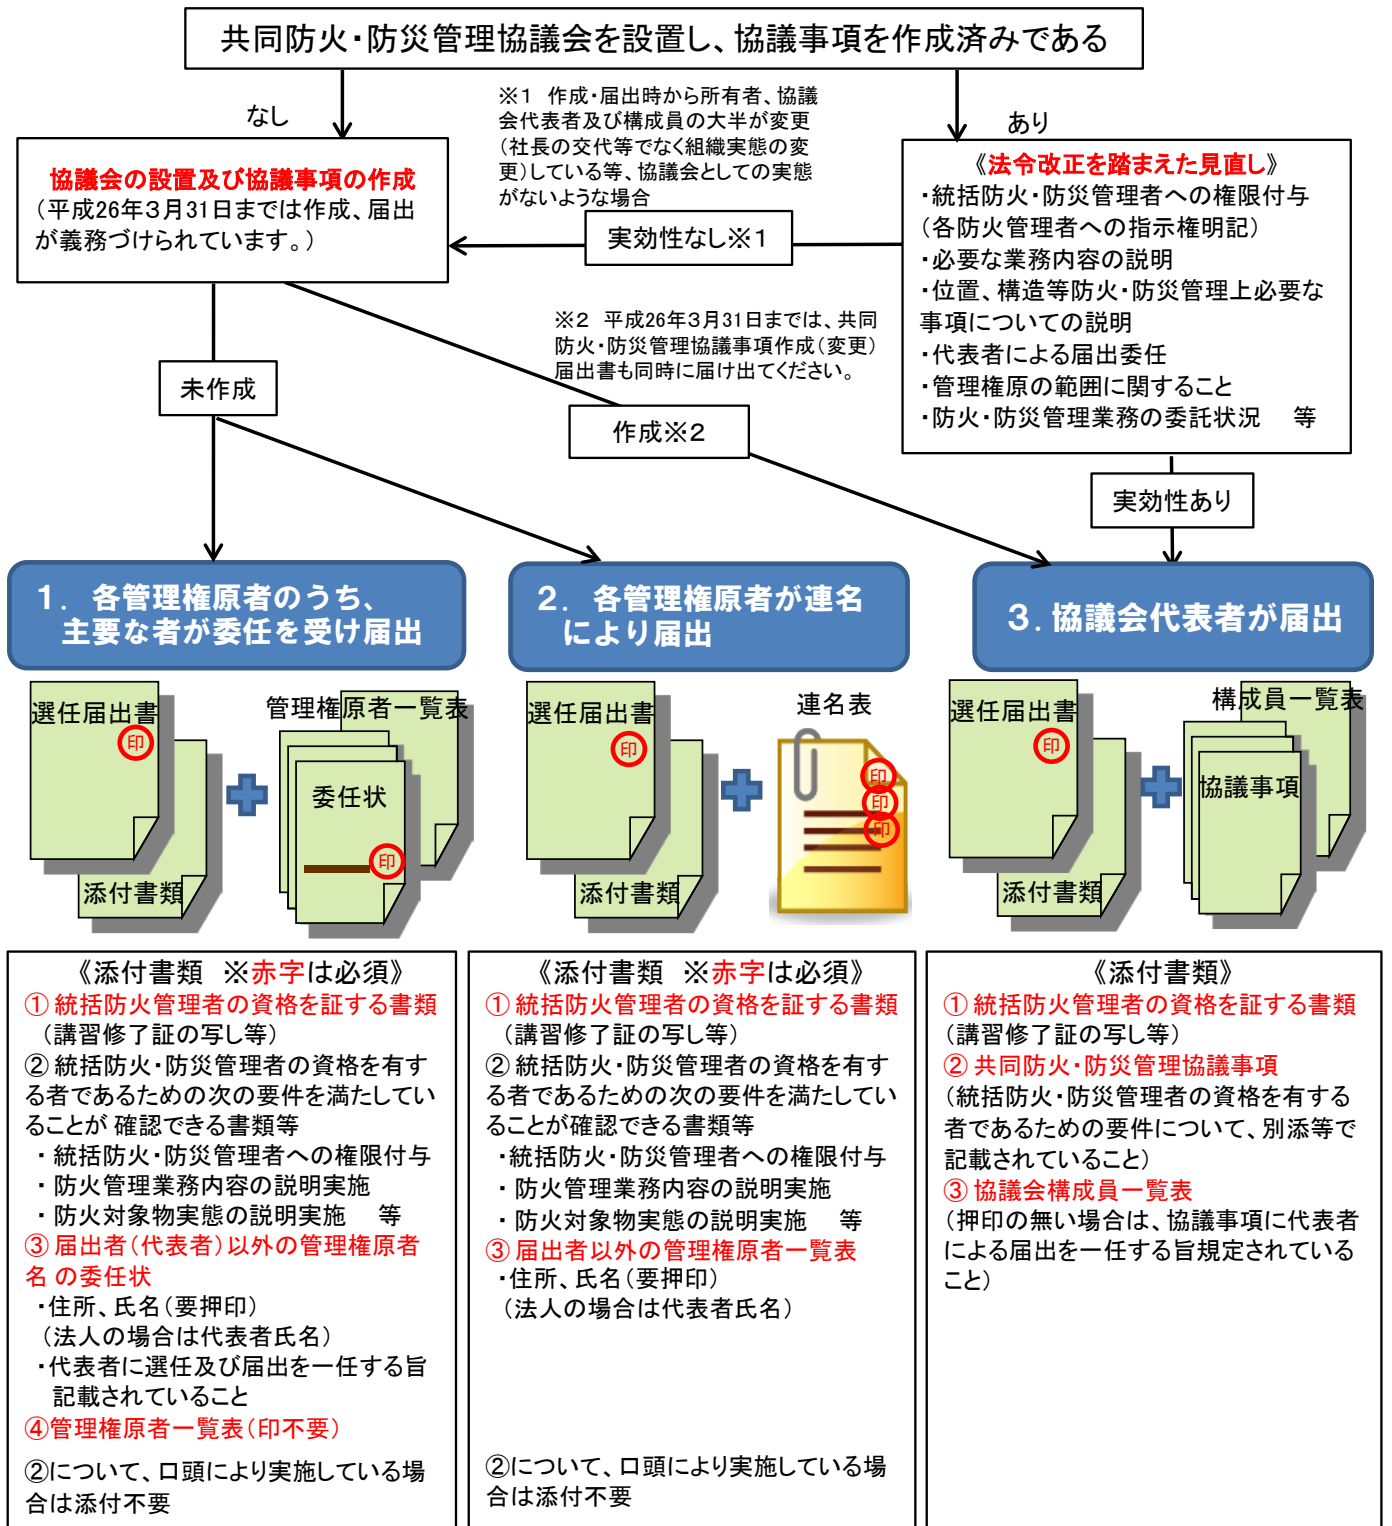 共同防火・防災管理協議会を設置し、協議事項を作成済みである
なし
※1 作成・届出時から所有者、協議
会代表者及び構成員の大半が変更
（社長の交代等でなく組織実態の変
更）している等、協議会としての実態
がないような場合
あり
協議会の設置及び協議事項の作成
（平成26年３月31日までは作成、届出
が義務づけられています。）
実効性なし※１
《法令改正を踏まえた見直し》
・統括防火・防災管理者への権限付与
（各防火管理者への指示権明記）
・必要な業務内容の説明
・位置、構造等防火・防災管理上必要な
事項についての説明
・代表者による届出委任
・管理権原の範囲に関すること
・防火・防災管理業務の委託状況 等
※2 平成26年３月31日までは、共同
防火・防災管理協議事項作成（変更）
届出書も同時に届け出てください。
未作成
作成※２
実効性あり
１． 各管理権原者のうち、
主要な者が委任を受け届出
２． 各管理権原者が連名
により届出
３．協議会代表者が届出
選任届出書
印
添付書類
管理権原者一覧表
委任状
印
選任届出書
印
添付書類
連名表
印
印
印
選任届出書
印
添付書類
構成員一覧表
協議事項
《添付書類 ※赤字は必須》
① 統括防火管理者の資格を証する書類
（講習修了証の写し等）
② 統括防火・防災管理者の資格を有す
る者であるための次の要件を満たしてい
ることが 確認できる書類等
・ 統括防火・防災管理者への権限付与
・ 防火管理業務内容の説明実施
・ 防火対象物実態の説明実施 等
③ 届出者（代表者）以外の管理権原者
名 の委任状
・住所、氏名（要押印）
（法人の場合は代表者氏名）
・代表者に選任及び届出を一任する旨
記載されていること
④管理権原者一覧表（印不要）
②について、口頭により実施している場
合は添付不要
《添付書類 ※赤字は必須》
① 統括防火管理者の資格を証する書類
（講習修了証の写し等）
② 統括防火・防災管理者の資格を有す
る者であるための次の要件を満たしてい
ることが確認できる書類等
・統括防火・防災管理者への権限付与
・ 防火管理業務内容の説明実施
・ 防火対象物実態の説明実施 等
③ 届出者以外の管理権原者一覧表
・住所、氏名（要押印）
（法人の場合は代表者氏名）
②について、口頭により実施している場
合は添付不要
《添付書類》
① 統括防火管理者の資格を証する書類
（講習修了証の写し等）
② 共同防火・防災管理協議事項
（統括防火・防災管理者の資格を有する
者であるための要件について、別添等で
記載されていること）
③ 協議会構成員一覧表
（押印の無い場合は、協議事項に代表者
による届出を一任する旨規定されている
こと）